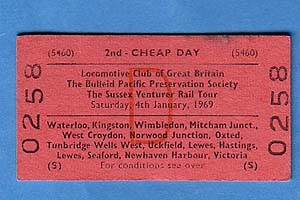 (5460) 2nd - CHEAP DAY (5460)
Locomotive Club of Great Britain
The Bulleid Pacific Preservation Society
The Sussex Venturer Rail Tour
Saturday, 4th January, 1969
D
Waterloo, Kingston, Wimbledon, Mitcham Junct.,
West Croydon, Norwood Junction, Oxted,
Tunbridge Wells West, Uckfield, Lewes, Hastings,
Lewes, Seaford, Newhaven Harbour, Victoria
(S) For conditions see over (S)
0258
0258